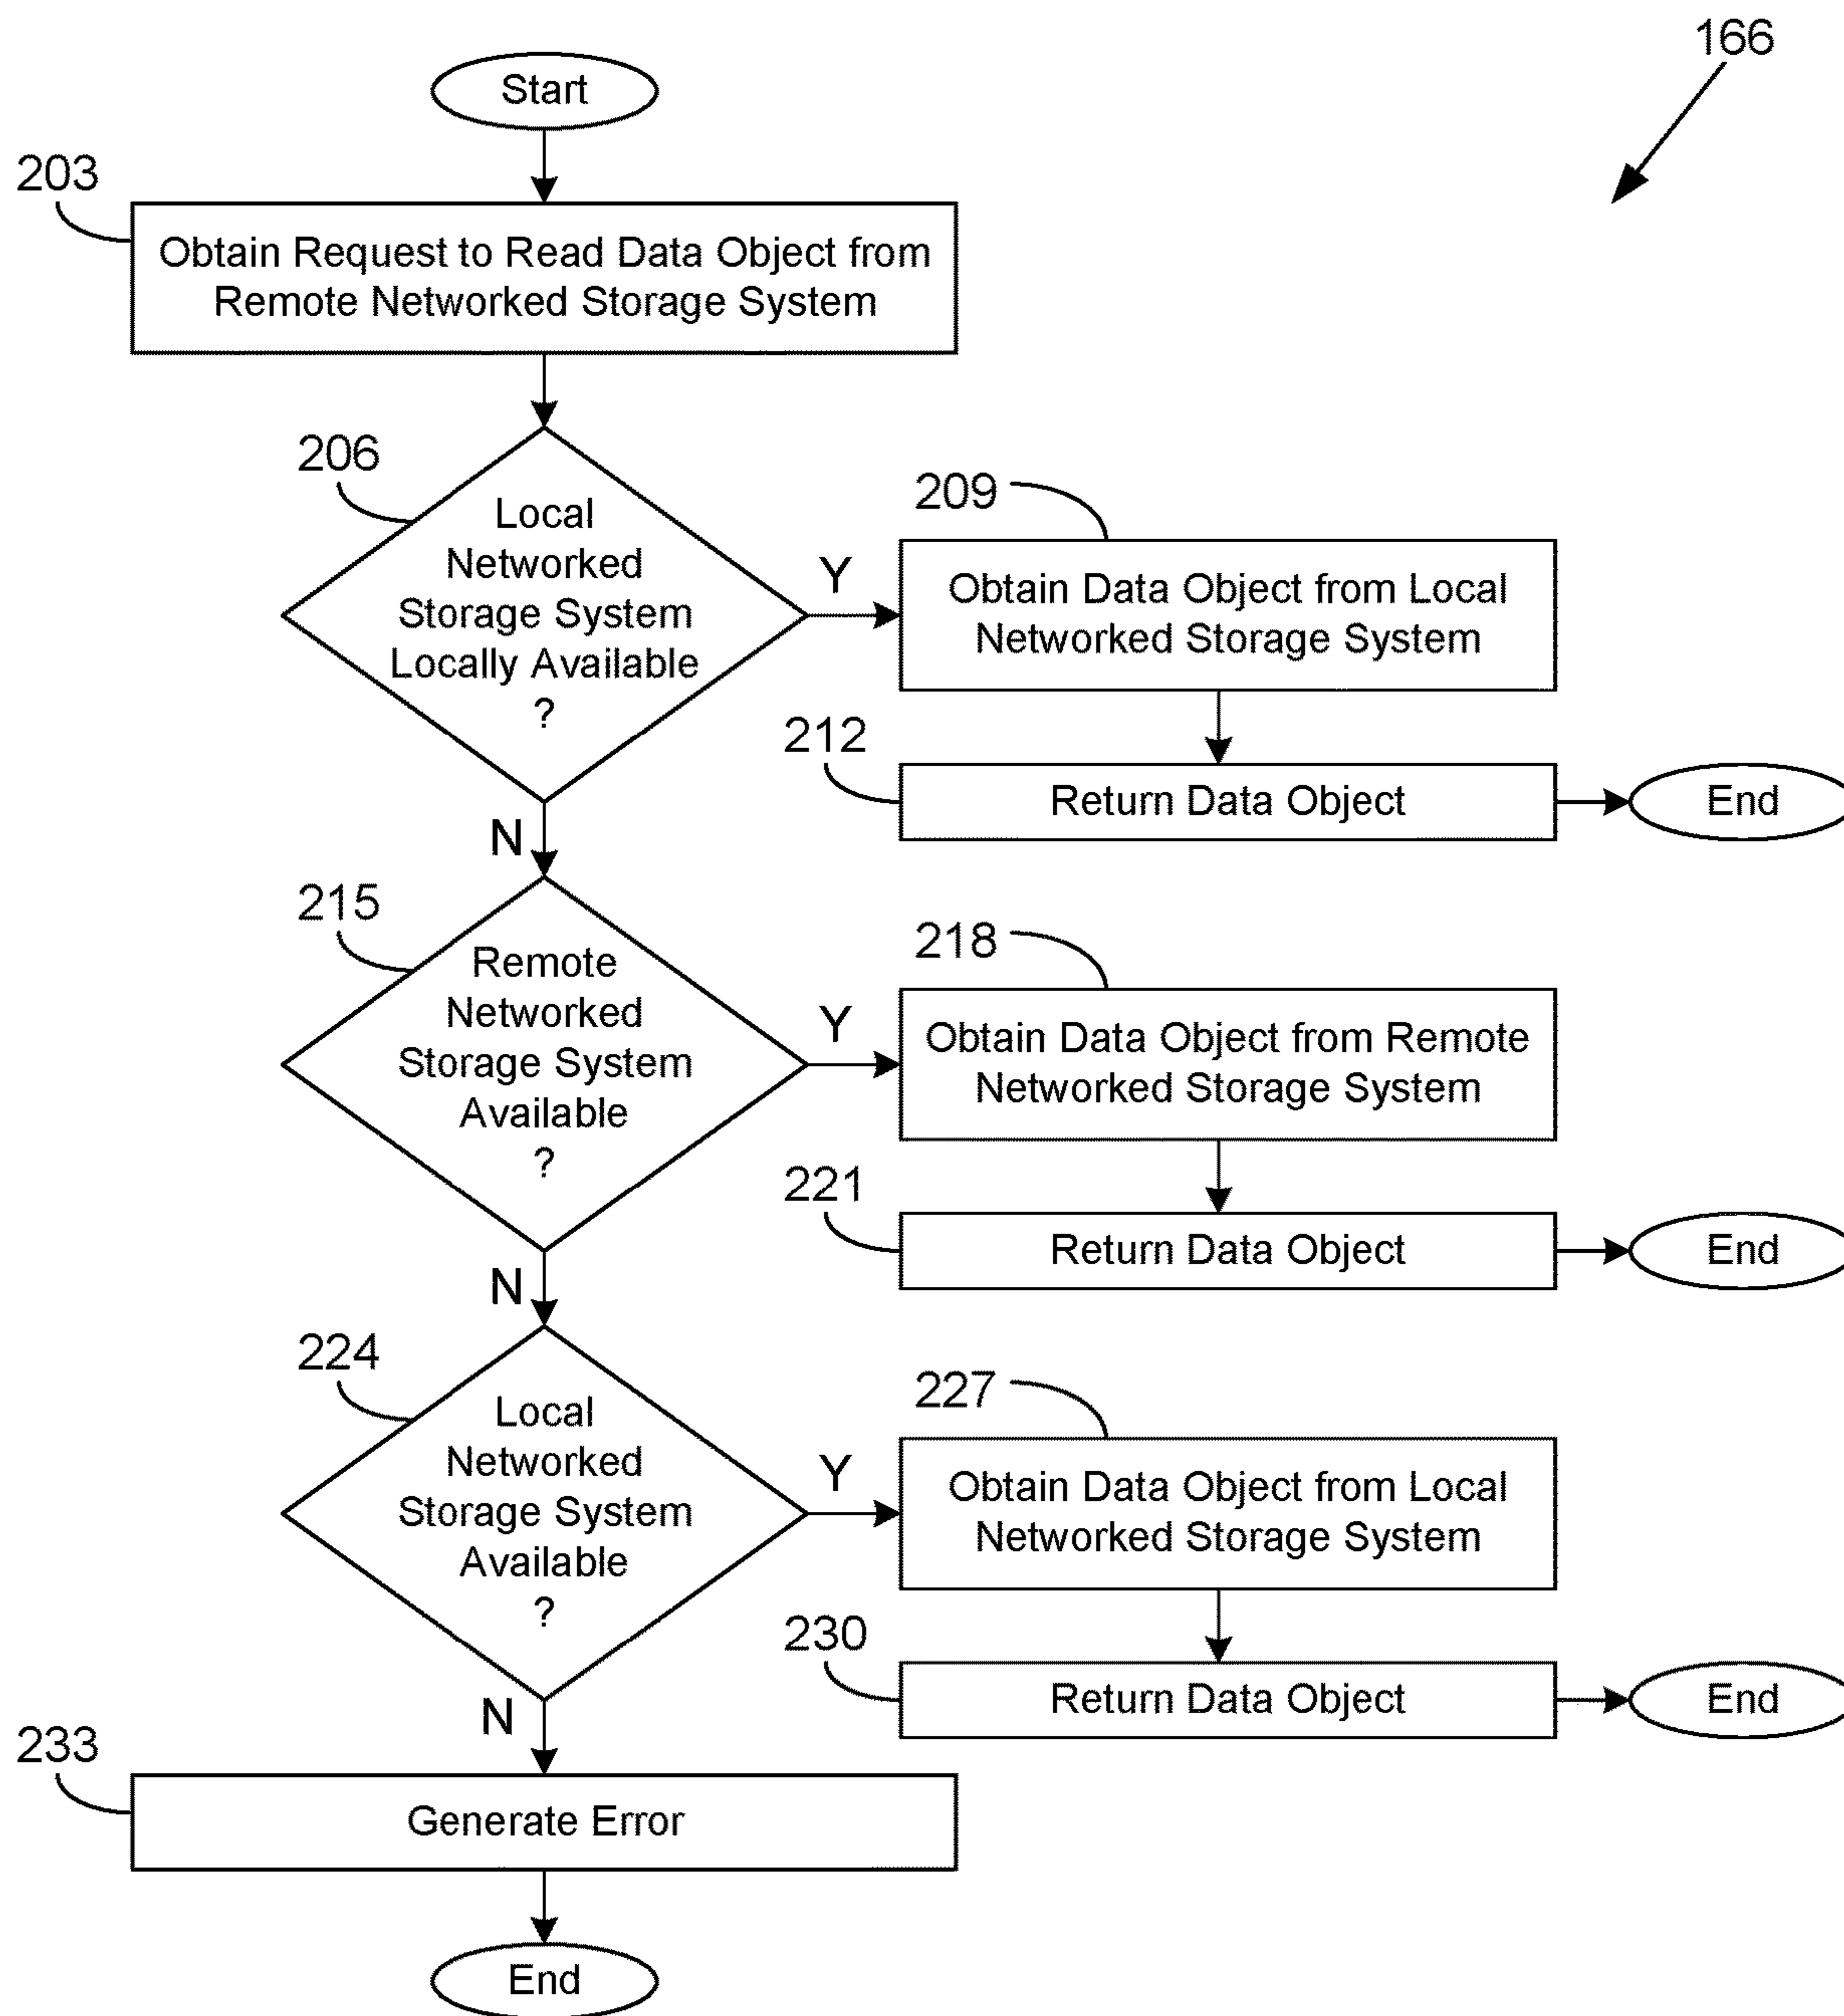 166
Start
203
Obtain Request to Read Data Object from
Remote Networked Storage System
206
Local
Networked
Storage System
Locally Available
?
Y
209
Obtain Data Object from Local
Networked Storage System
212
Return Data Object
End
N
215
Remote
Networked
Storage System
Available
?
Y
218
Obtain Data Object from Remote
Networked Storage System
221
Return Data Object
End
N
224
Local
Networked
Storage System
Available
?
Y
227
Obtain Data Object from Local
Networked Storage System
230
Return Data Object
End
N
233
Generate Error
End